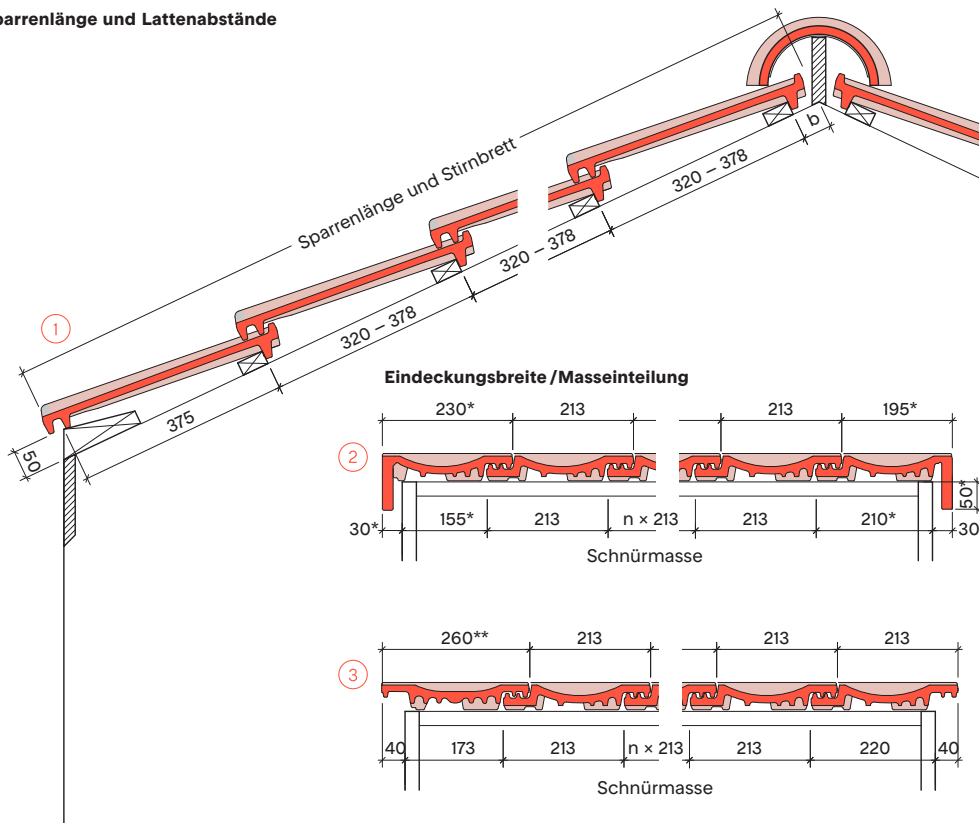 parrenlänge und Lattenabstände
Sparrenlänge und Stirnbrett
b
320 – 378
320 – 378
320 – 378
375
50
1
Eindeckungsbreite / Masseinteilung
230* 213 213 195*
2
50*
30* 155* 213 n × 213 213 210* 30
Schnürmasse
260** 213 213 213
3
40 173 213 n × 213 213 220 40
Schnürmasse